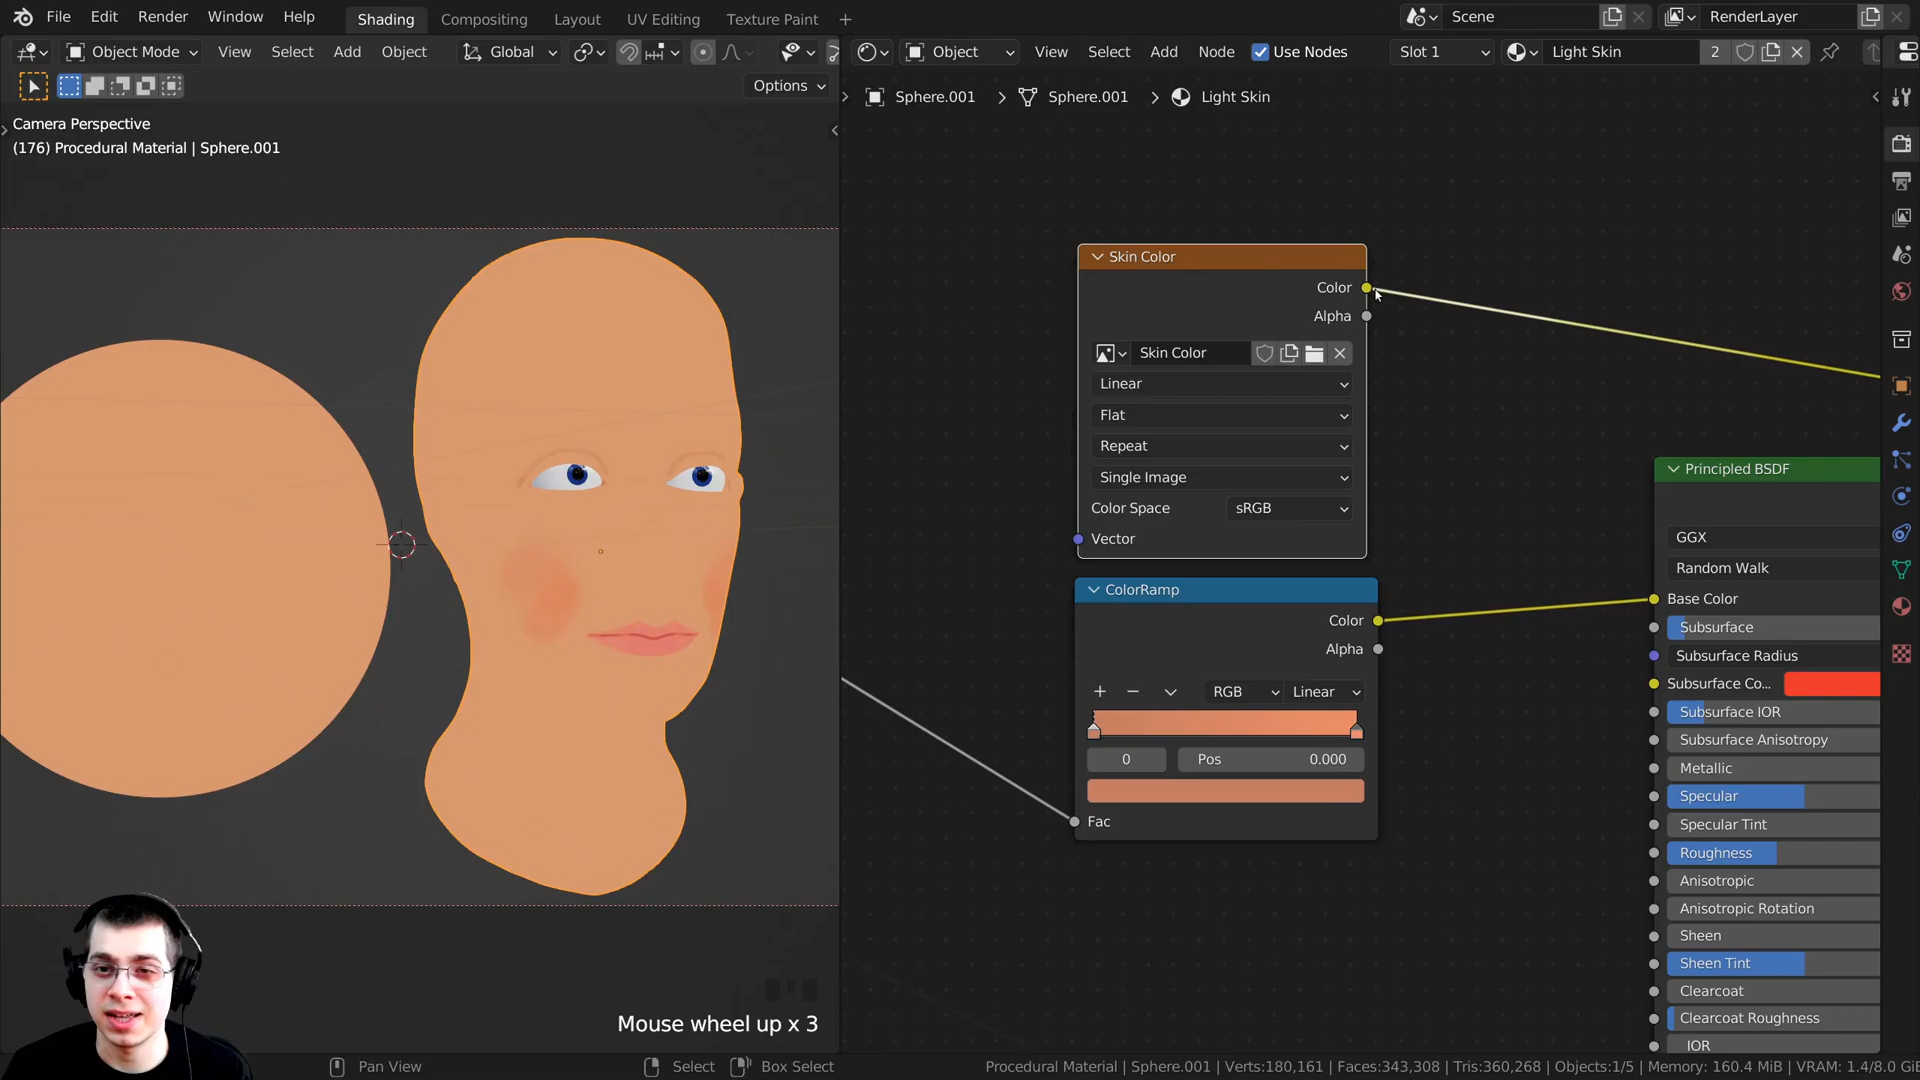 File Edit Render Window Help Shading Compositing Layout UV Editing Texture Paint Scene RenderLayer
Object Mode View Select Add Object Global Object View Select Add Node Use Nodes Slot 1 Light Skin 2
Options
Sphere.001 Sphere.001 Light Skin
Camera Perspective
(176) Procedural Material | Sphere.001
Skin Color
Color
Alpha
Skin Color
Linear
Flat
Repeat
Single Image
Color Space sRGB
Vector
ColorRamp
Color
Alpha
RGB Linear
0 Pos 0.000
Fac
Principled BSDF
GGX
Random Walk
Base Color
Subsurface
Subsurface Radius
Subsurface Co...
Subsurface IOR
Subsurface Anisotropy
Metallic
Specular
Specular Tint
Roughness
Anisotropic
Anisotropic Rotation
Sheen
Sheen Tint
Clearcoat
Clearcoat Roughness
IOR
Mouse wheel up x 3
Pan View Select Box Select Procedural Material | Sphere.001 | Verts:180,161 | Faces:343,308 | Tris:360,268 | Objects:1/5 | Memory: 160.4 MiB | VRAM: 1.4/8.0